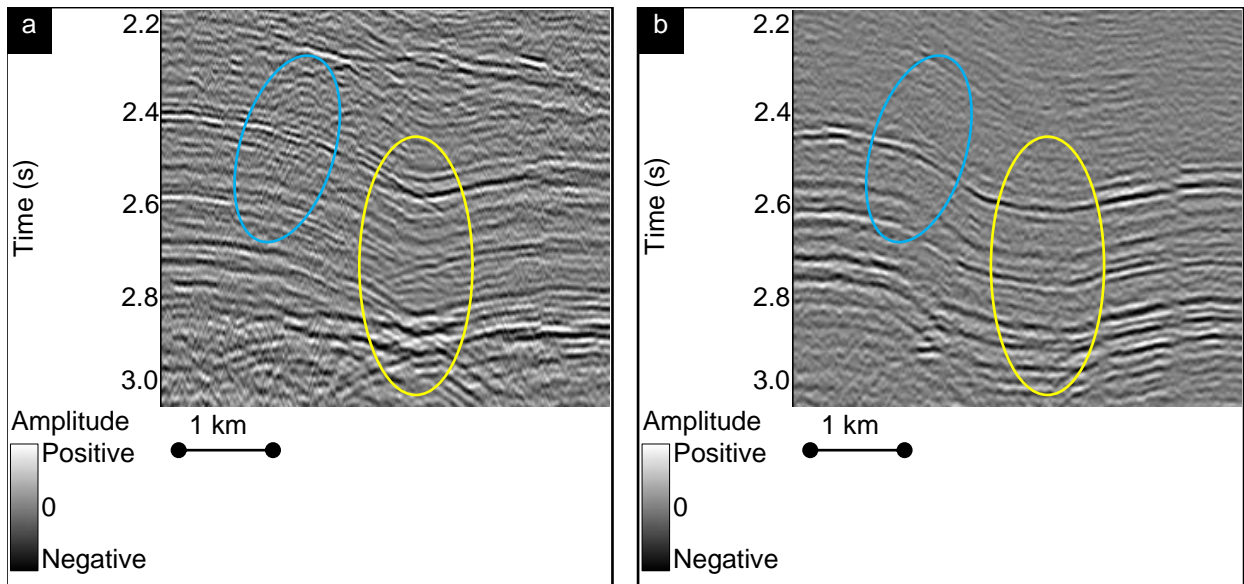 a
2.2
2.4
2.6
2.8
3.0
Time (s)
Amplitude
Positive
0
Negative
1 km
b
2.2
2.4
2.6
2.8
3.0
Time (s)
Amplitude
Positive
0
Negative
1 km